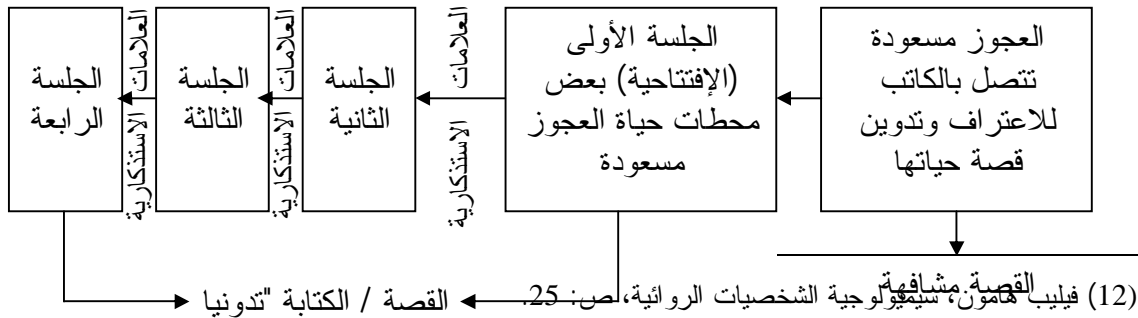 العجوز مسعودة
تتصل بالكاتب
للاعتراف وتدوين
قصة حياتها
الجلسة الأولى
(الإفتتاحية) بعض
محطات حياة العجوز
مسعودة
العلامات
الاستذكارية
الجلسة
الثانية
العلامات
الاستذكارية
الجلسة
الثالثة
العلامات
الاستذكارية
الجلسة
الرابعة
القصة مشافهة
القصة / الكتابة "تدونيا
(12) فيليب هامون، سيميولوجية الشخصيات الروائية، ص: 25.